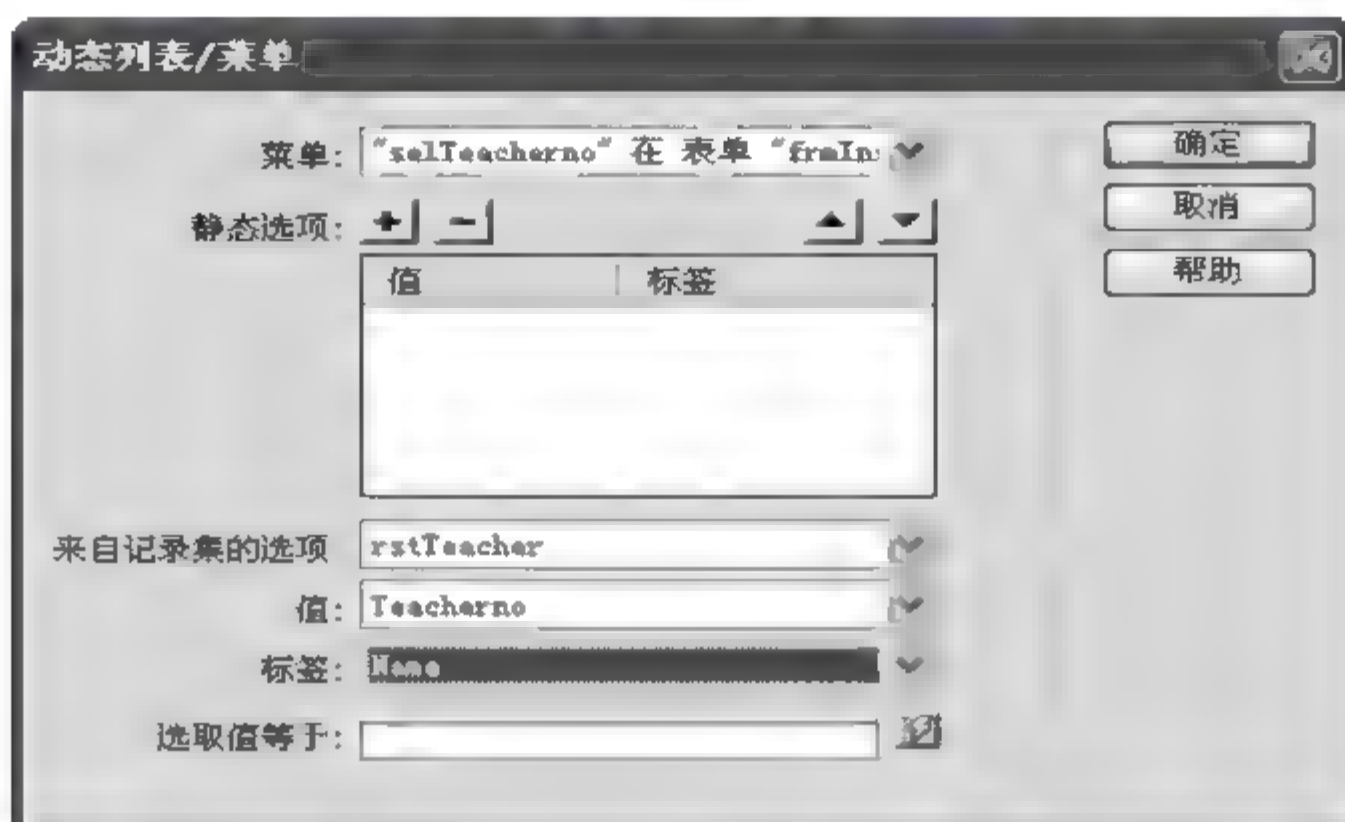 动态列表/菜单
菜单: "selTeacherno" 在 表单 "frmIn
静态选项:
值 标签
来自记录集的选项 rstTeacher
值: Teacherno
标签: Name
选取值等于:
确定
取消
帮助